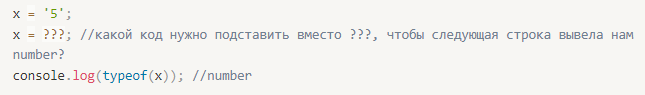 x = '5';
x = ???; //какой код нужно подставить вместо ???, чтобы следующая строка вывела нам
number?
console.log(typeof(x)); //number